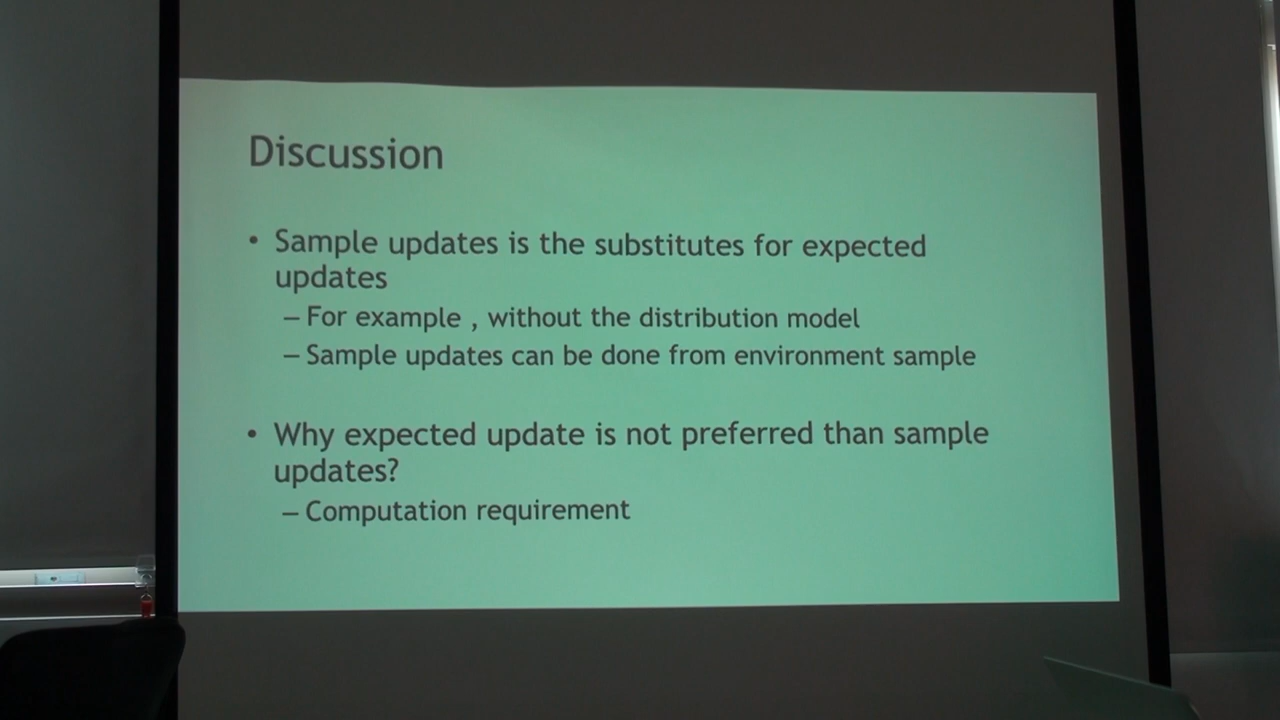 Discussion
• Sample updates is the substitutes for expected
updates
– For example , without the distribution model
– Sample updates can be done from environment sample
• Why expected update is not preferred than sample
updates?
– Computation requirement